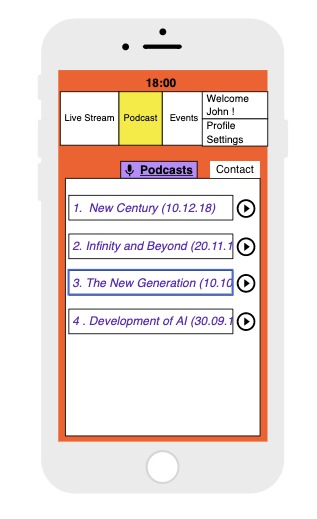 18:00
Live Stream
Podcast
Events
Welcome
John !
Profile
Settings
Podcasts
Contact
1. New Century (10.12.18)
2. Infinity and Beyond (20.11.1
3. The New Generation (10.10
4 . Development of AI (30.09.1